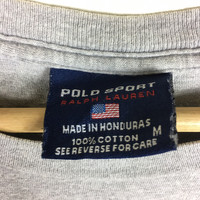 POLO SPORT
RALPH LAUREN
MADE IN HONDURAS
M
100% COTTON
SEE REVERSE FOR CARE